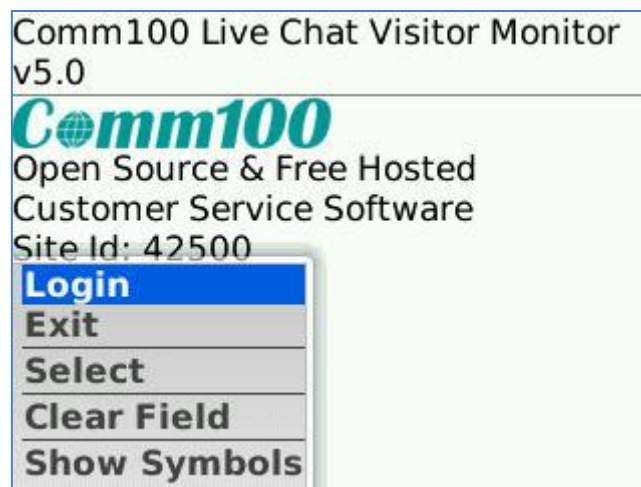 Comm100 Live Chat Visitor Monitor
v5.0
Comm100
Open Source & Free Hosted
Customer Service Software
Site Id: 42500
Login
Exit
Select
Clear Field
Show Symbols